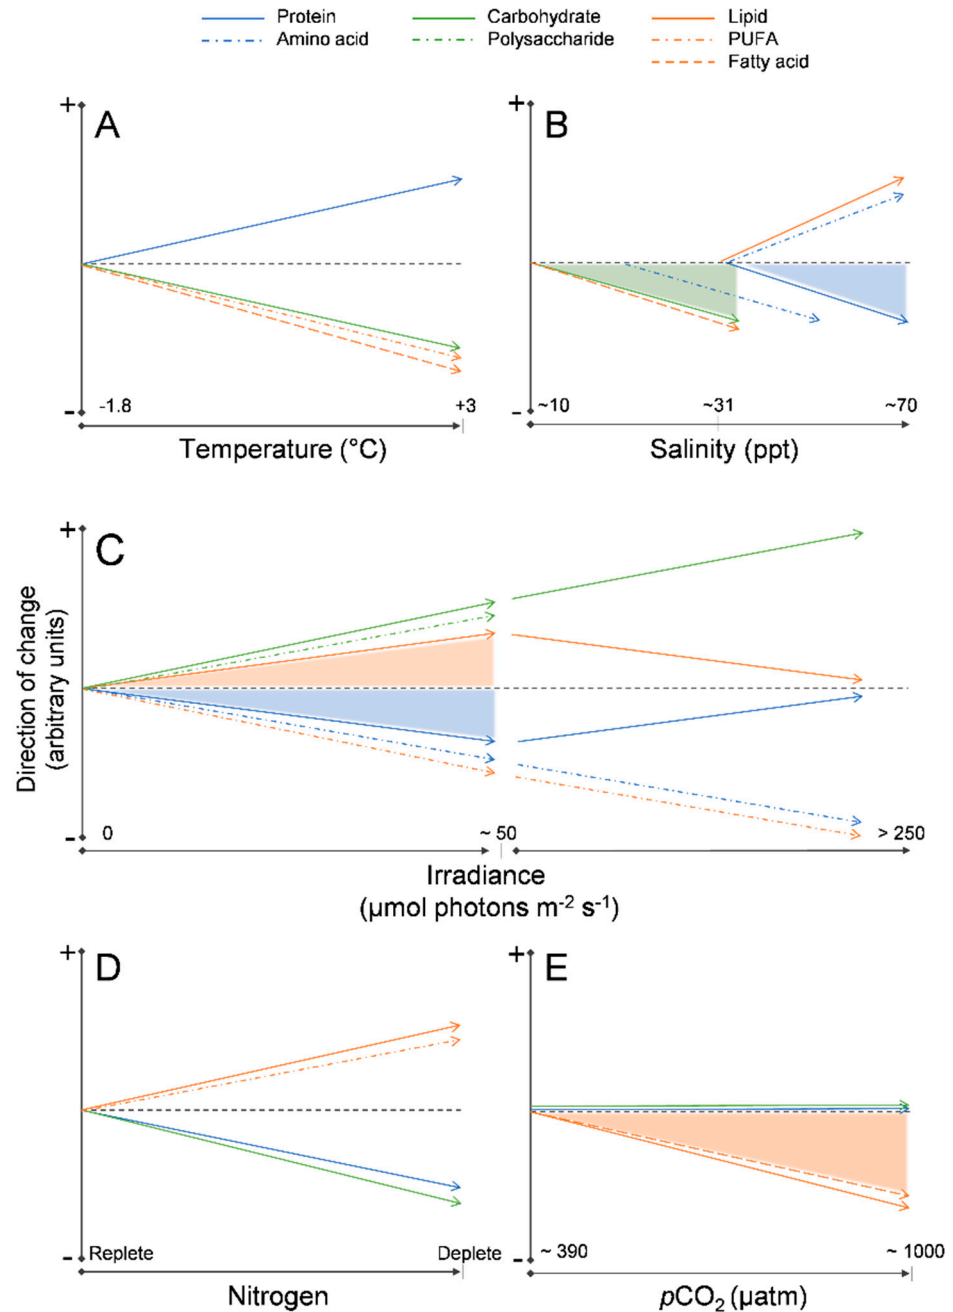 Protein Carbohydrate Lipid
Amino acid Polysaccharide PUFA
Fatty acid
+ A
-
-1.8 +3
Temperature (°C)
+ B
-
~10 ~31 ~70
Salinity (ppt)
Direction of change
(arbitrary units)
+ C
-
0 ~ 50 > 250
Irradiance
(µmol photons m⁻² s⁻¹)
+ D
-
Replete Deplete
Nitrogen
+ E
-
~ 390 ~ 1000
pCO₂ (µatm)